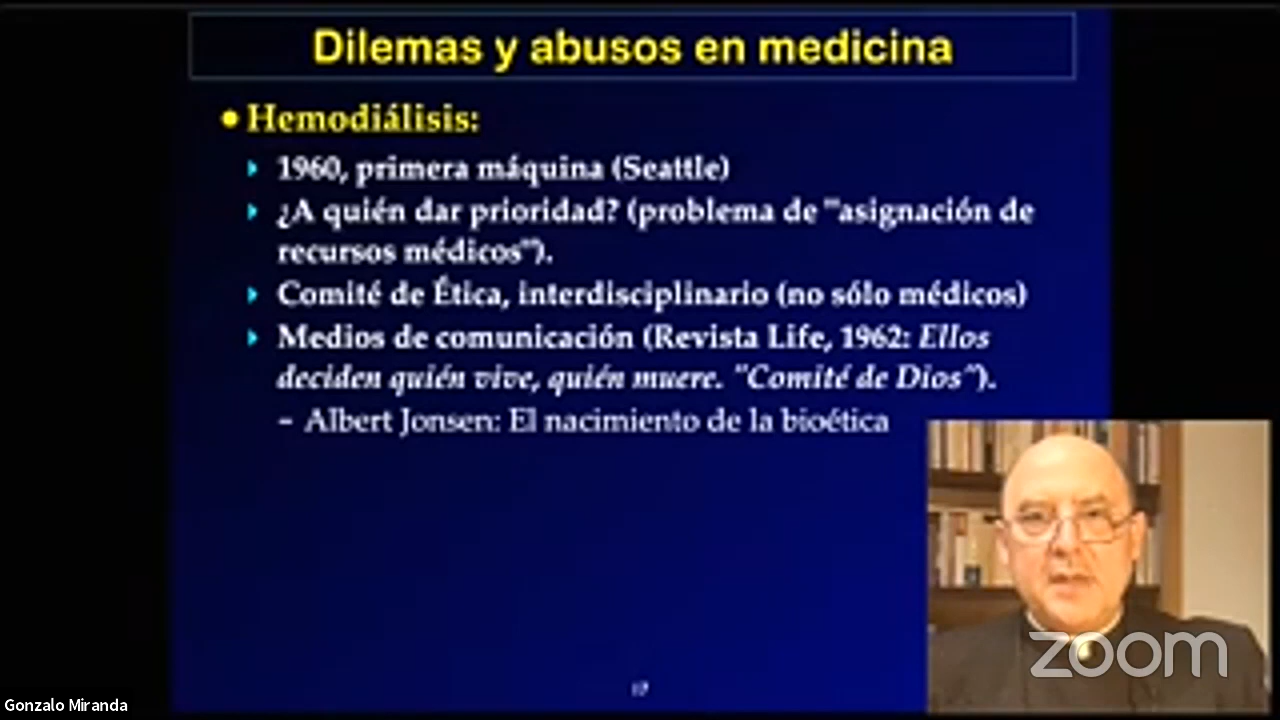 Dilemas y abusos en medicina
Hemodiálisis:
1960, primera máquina (Seattle)
¿A quién dar prioridad? (problema de "asignación de
recursos médicos").
Comité de Ética, interdisciplinario (no sólo médicos)
Medios de comunicación (Revista Life, 1962: Ellos
deciden quién vive, quién muere. "Comité de Dios").
– Albert Jonsen: El nacimiento de la bioética
zoom
17
Gonzalo Miranda